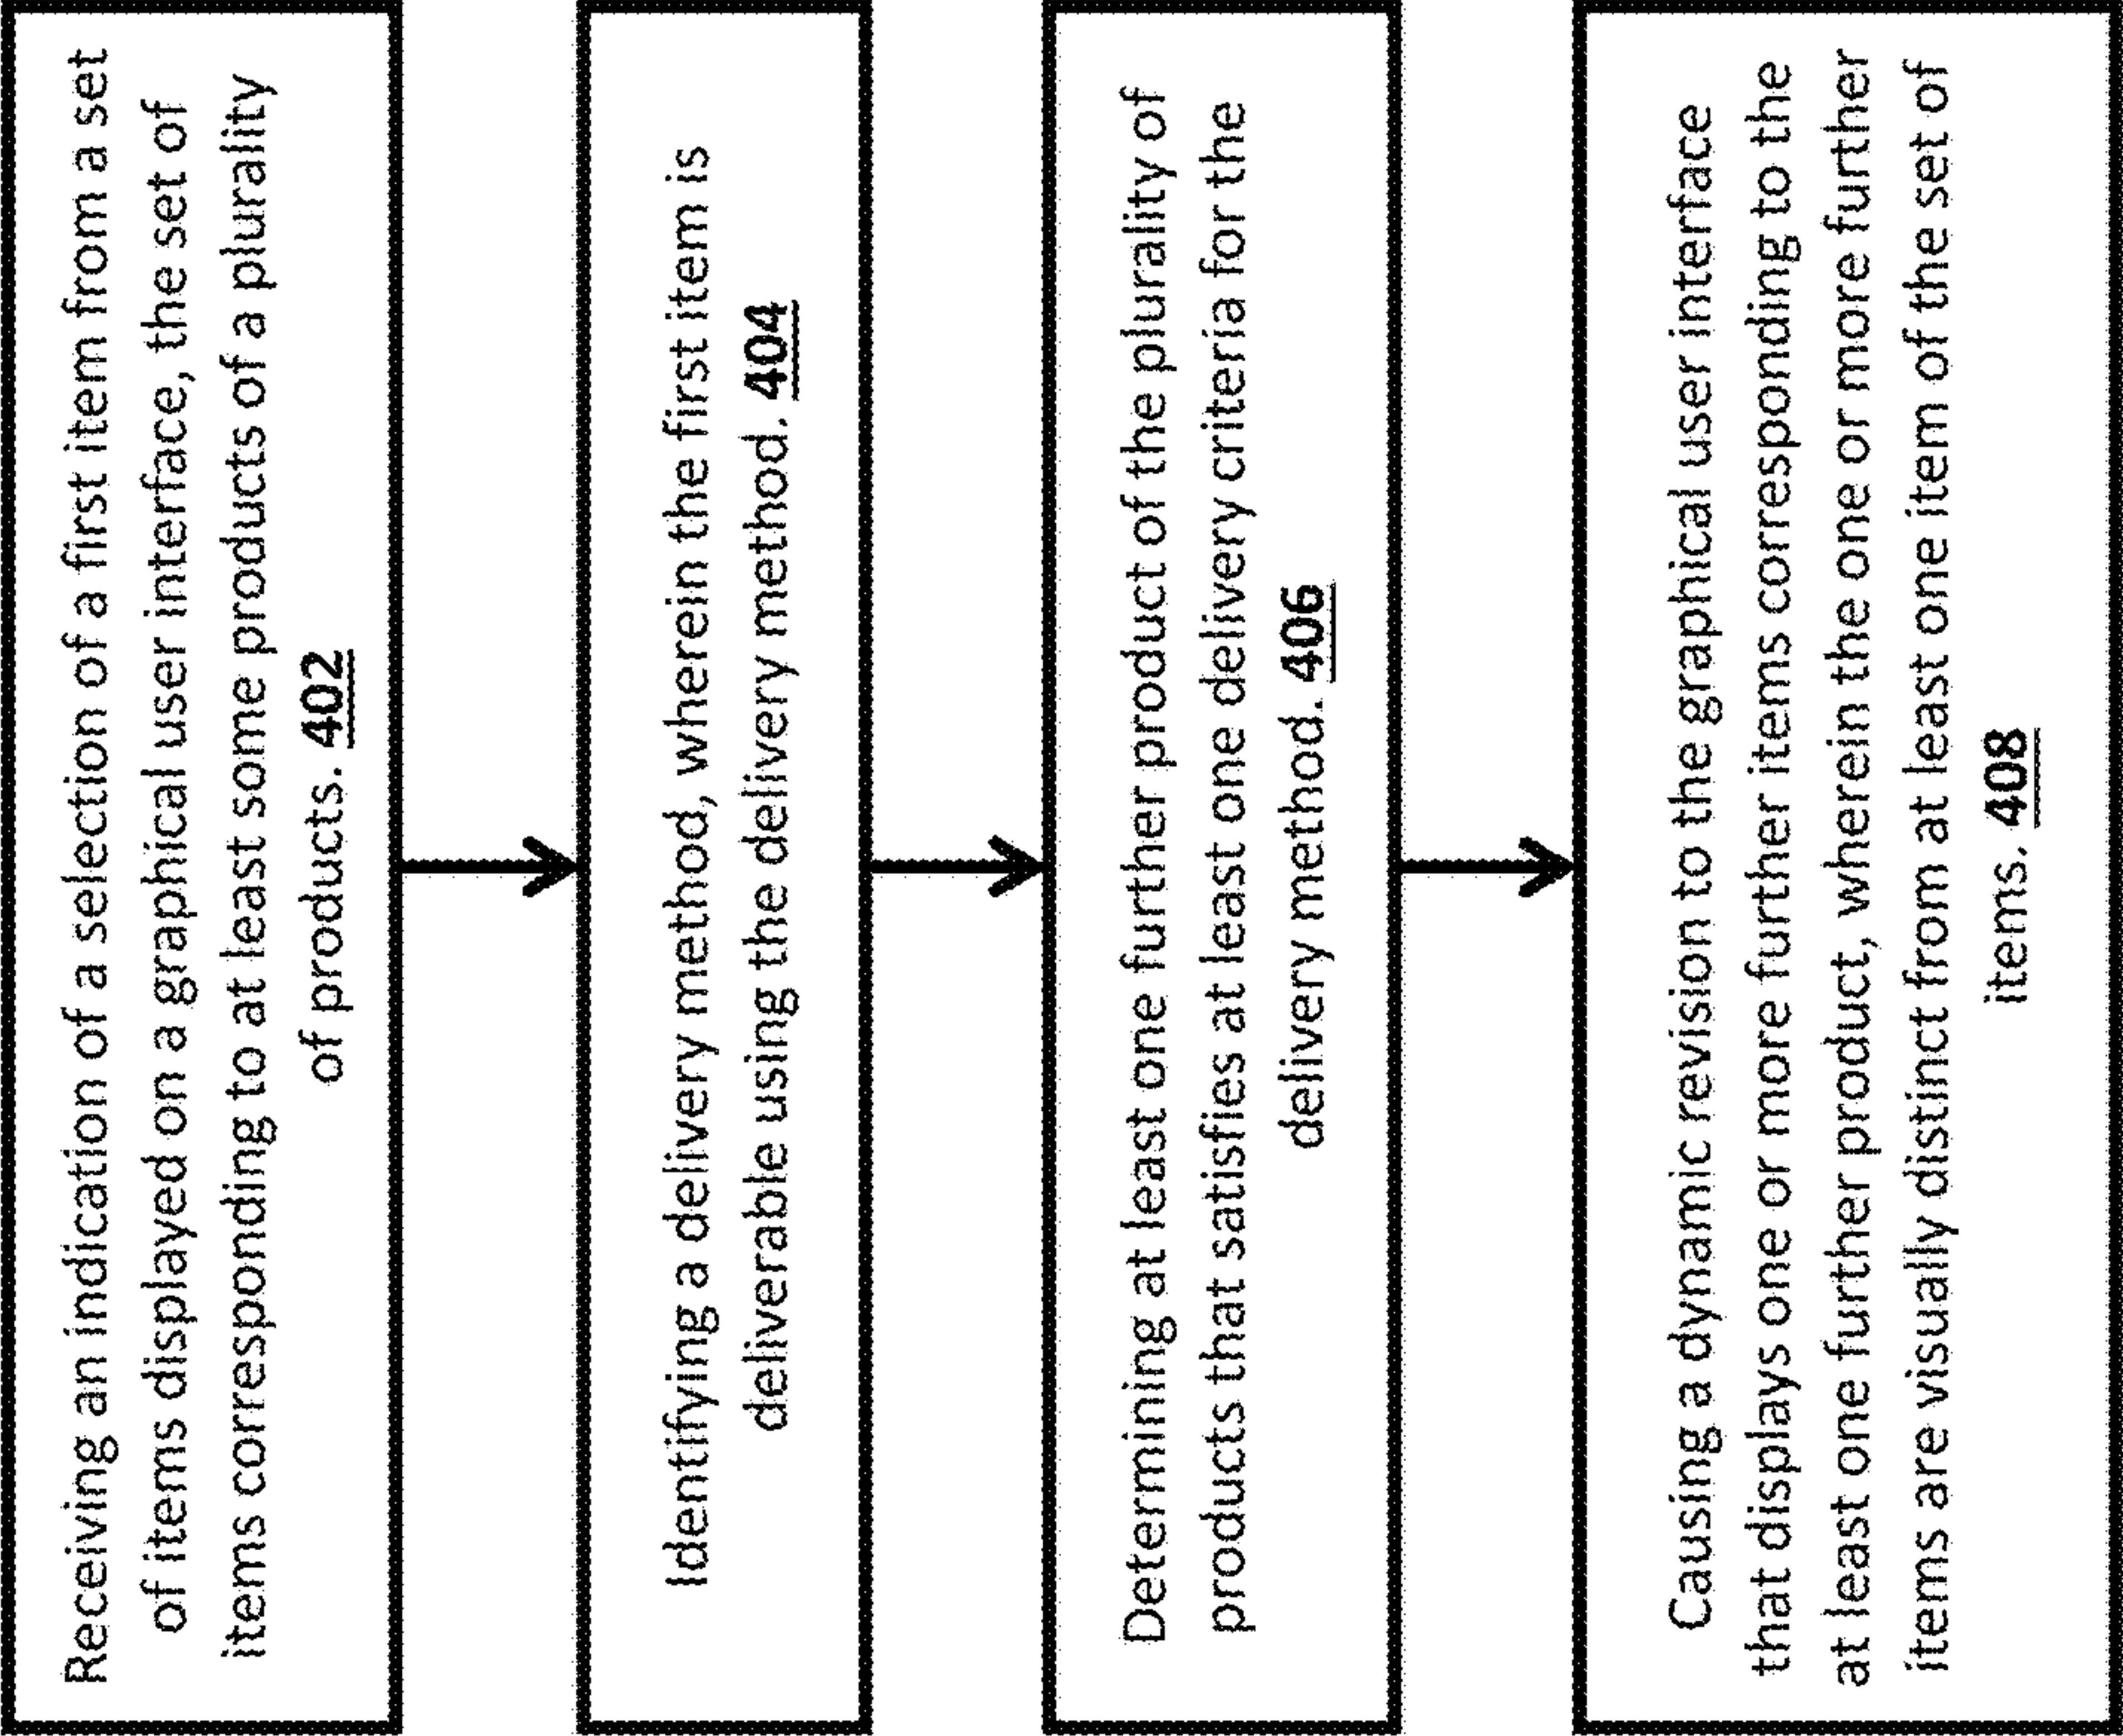 Receiving an indication of a selection of a first item from a set
of items displayed on a graphical user interface, the set of
items corresponding to at least some products of a plurality
of products. 402
Identifying a delivery method, wherein the first item is
deliverable using the delivery method. 404
Determining at least one further product of the plurality of
products that satisfies at least one delivery criteria for the
delivery method. 406
Causing a dynamic revision to the graphical user interface
that displays one or more further items corresponding to the
at least one further product, wherein the one or more further
items are visually distinct from at least one item of the set of
items. 408